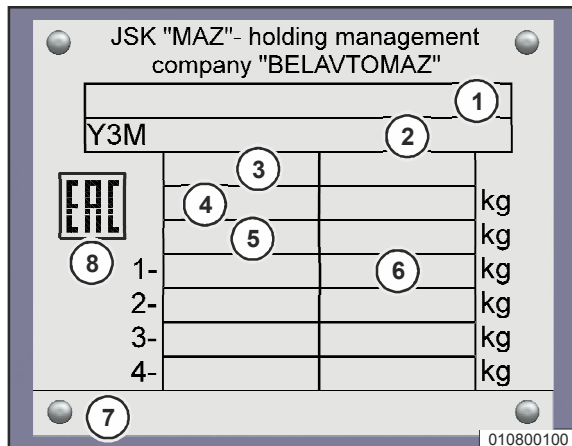 JSK "MAZ"- holding management
company "BELAVTOMAZ"
1
Y3M 2
3
4 kg
5 kg
EAC
8 1- 6 kg
2- kg
3- kg
4- kg
7
010800100